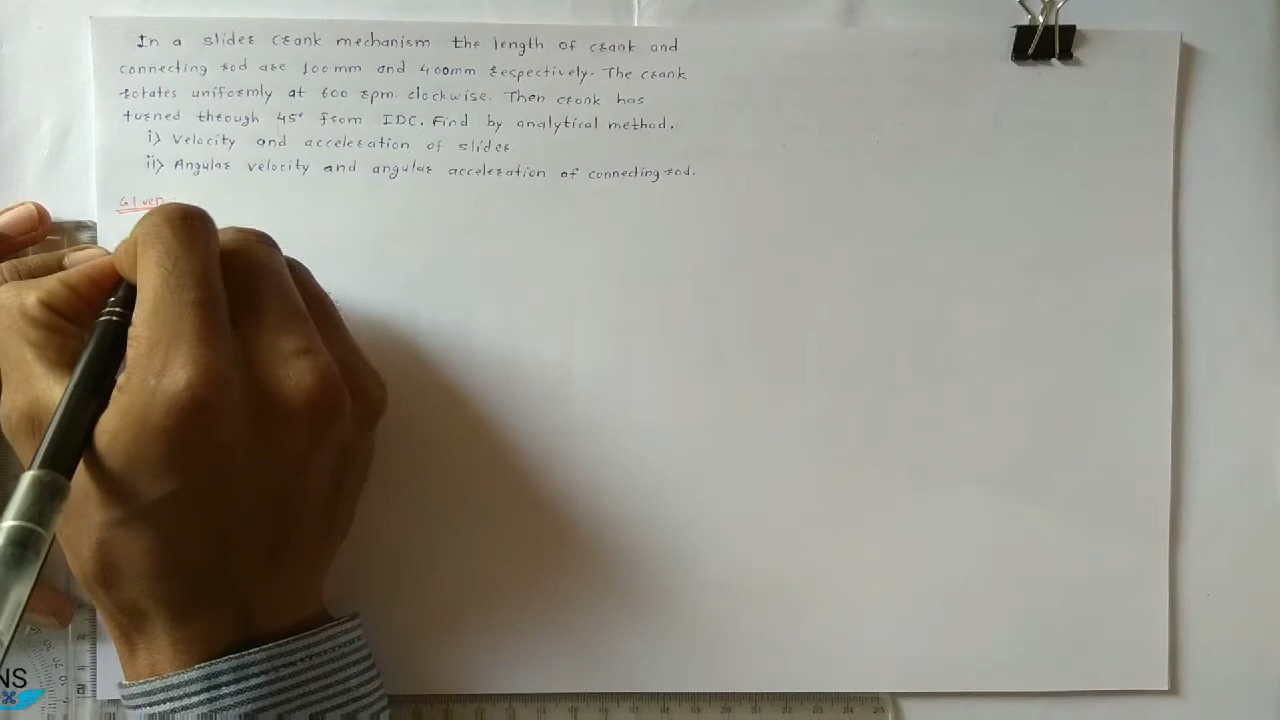 In a slider crank mechanism the length of crank and
connecting rod are 100mm and 400mm respectively. The crank
rotates uniformly at 600 rpm. clockwise. Then crank has
turned through 45° from IDC. Find by analytical method.
i) Velocity and acceleration of slider
ii) Angular velocity and angular acceleration of connecting rod.
Given
NS